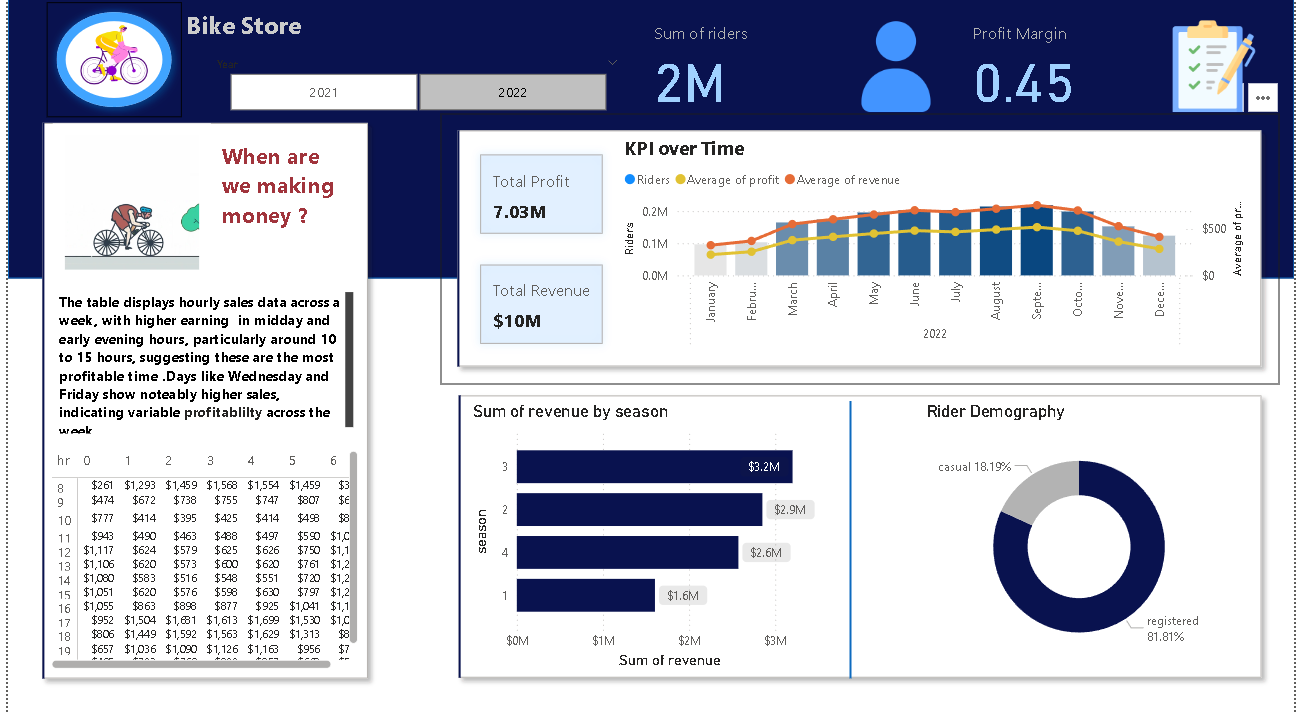 Bike Store
Year
2021
2022
Sum of riders
2M
Profit Margin
0.45
When are
we making
money ?
The table displays hourly sales data across a
week, with higher earning in midday and
early evening hours, particularly around 10
to 15 hours, suggesting these are the most
profitable time .Days like Wednesday and
Friday show noteably higher sales,
indicating variable profitablilty across the
week
hr 0 1 2 3 4 5 6
8 $261 $1,293 $1,459 $1,568 $1,554 $1,459 $3
9 $474 $672 $738 $755 $747 $807 $6
10 $777 $414 $395 $425 $414 $498 $8
11 $943 $490 $463 $488 $497 $590 $1,0
12 $1,117 $624 $579 $625 $626 $750 $1,1
13 $1,106 $620 $573 $600 $620 $761 $1,2
14 $1,080 $583 $516 $548 $551 $720 $1,2
15 $1,051 $620 $576 $598 $630 $797 $1,2
16 $1,055 $863 $898 $877 $925 $1,041 $1,1
17 $952 $1,504 $1,681 $1,613 $1,699 $1,530 $1,0
18 $806 $1,449 $1,592 $1,563 $1,629 $1,313 $8
19 $657 $1,036 $1,090 $1,126 $1,163 $956 $7
Total Profit
7.03M
Total Revenue
$10M
KPI over Time
Riders Average of profit Average of revenue
Riders
0.2M
0.1M
0.0M
$500
$0
Average of pr...
January
Febru...
March
April
May
June
July
August
Septe...
Octo...
Nove...
Dece...
2022
Sum of revenue by season
season
3 $3.2M
2 $2.9M
4 $2.6M
1 $1.6M
$0M $1M $2M $3M
Sum of revenue
Rider Demography
casual 18.19%
registered
81.81%